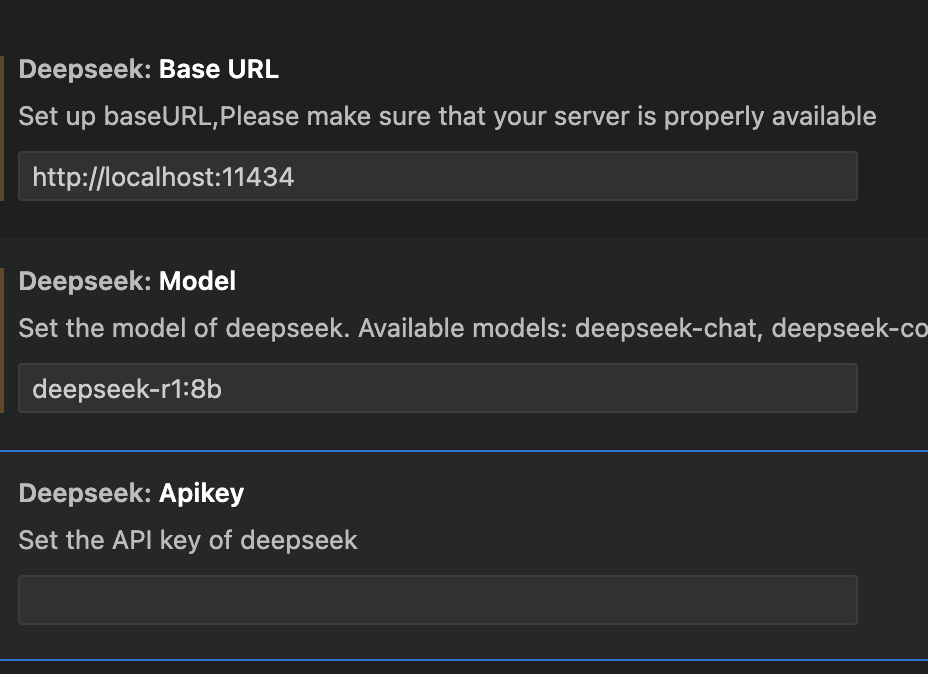 Deepseek: Base URL
Set up baseURL,Please make sure that your server is properly available
http://localhost:11434
Deepseek: Model
Set the model of deepseek. Available models: deepseek-chat, deepseek-co
deepseek-r1:8b
Deepseek: Apikey
Set the API key of deepseek